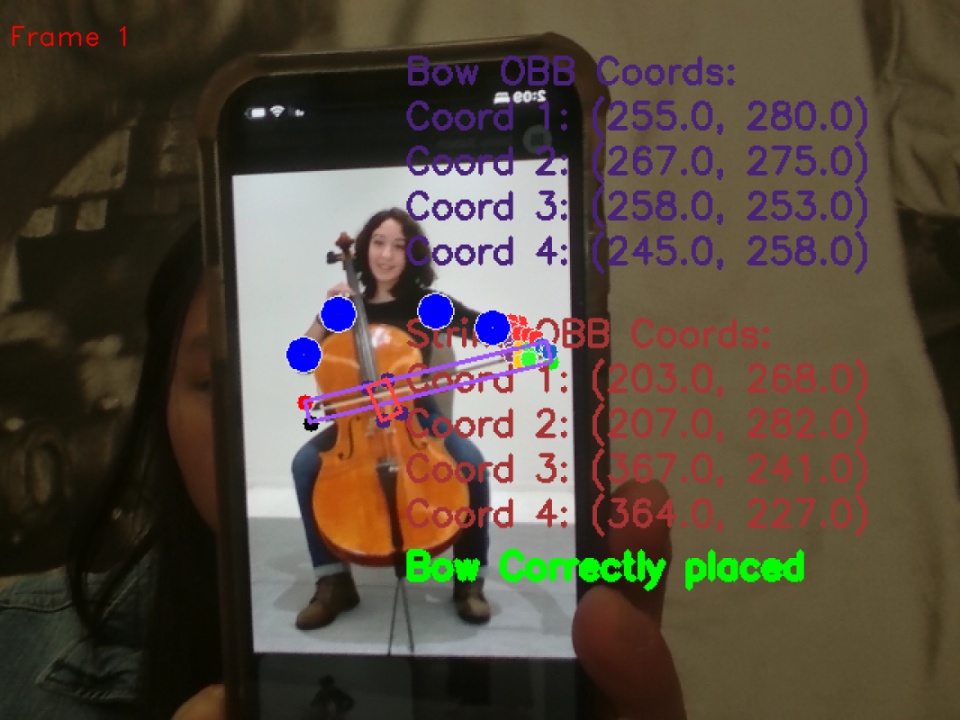 Frame 1
Bow OBB Coords:
2:09
Coord 1: (255.0, 280.0)
Coord 2: (267.0, 275.0)
Coord 3: (258.0, 253.0)
Coord 4: (245.0, 258.0)
String OBB Coords:
Coord 1: (203.0, 268.0)
Coord 2: (207.0, 282.0)
Coord 3: (367.0, 241.0)
Coord 4: (364.0, 227.0)
Bow Correctly placed